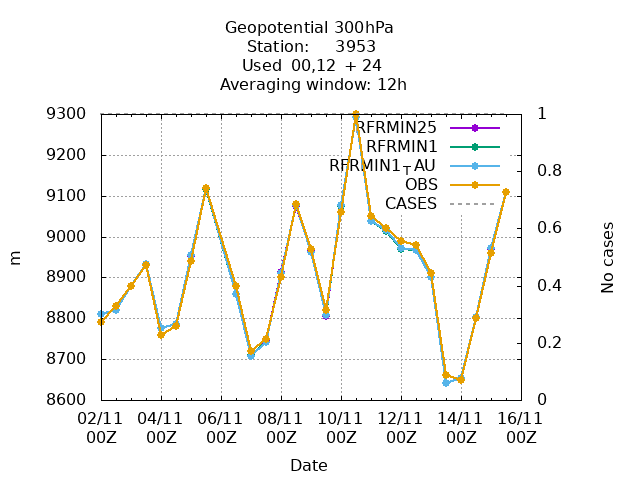 Geopotential 300hPa
Station: 3953
Used 00,12 + 24
Averaging window: 12h
9300
9200
9100
9000
8900
8800
8700
8600
m
1
0.8
0.6
0.4
0.2
0
No cases
RFRMIN25
RFRMIN1
RFRMIN1TAU
OBS
CASES
02/11 04/11 06/11 08/11 10/11 12/11 14/11 16/11
00Z 00Z 00Z 00Z 00Z 00Z 00Z 00Z
Date